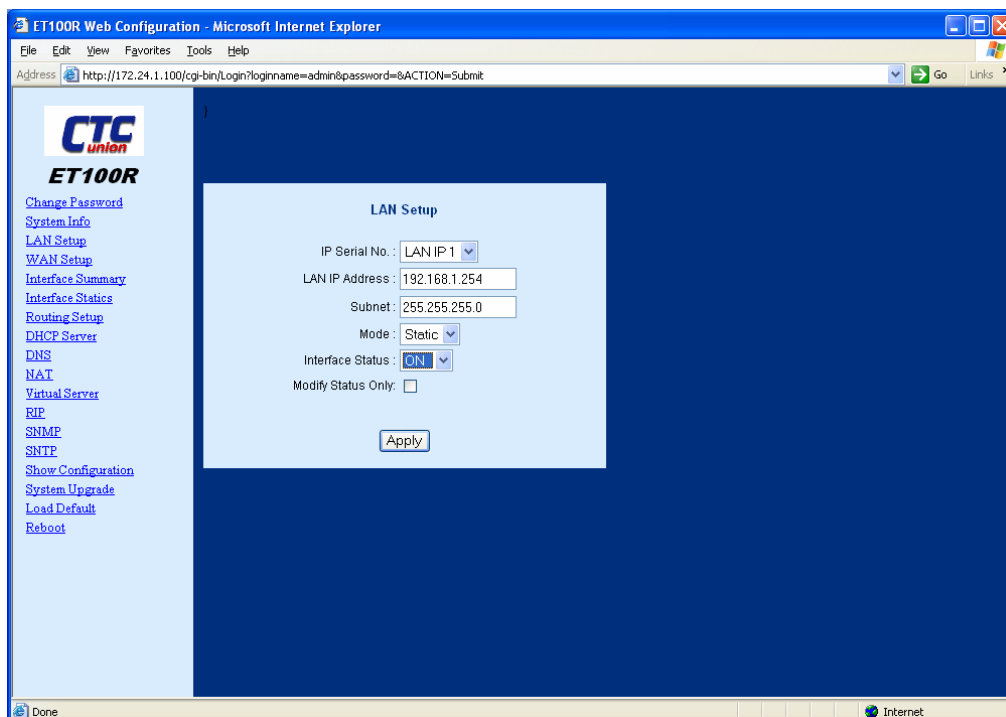 ET100R Web Configuration - Microsoft Internet Explorer
File Edit View Favorites Tools Help
Address http://172.24.1.100/cgi-bin/Login?loginname=admin&password=&ACTION=Submit Go Links
CTC
union
ET100R
Change Password
System Info
LAN Setup
WAN Setup
Interface Summary
Interface Statics
Routing Setup
DHCP Server
DNS
NAT
Virtual Server
RIP
SNMP
SNTP
Show Configuration
System Upgrade
Load Default
Reboot
}
LAN Setup
IP Serial No. : LAN IP 1
LAN IP Address : 192.168.1.254
Subnet : 255.255.255.0
Mode : Static
Interface Status : ON
Modify Status Only:
Apply
Done Internet